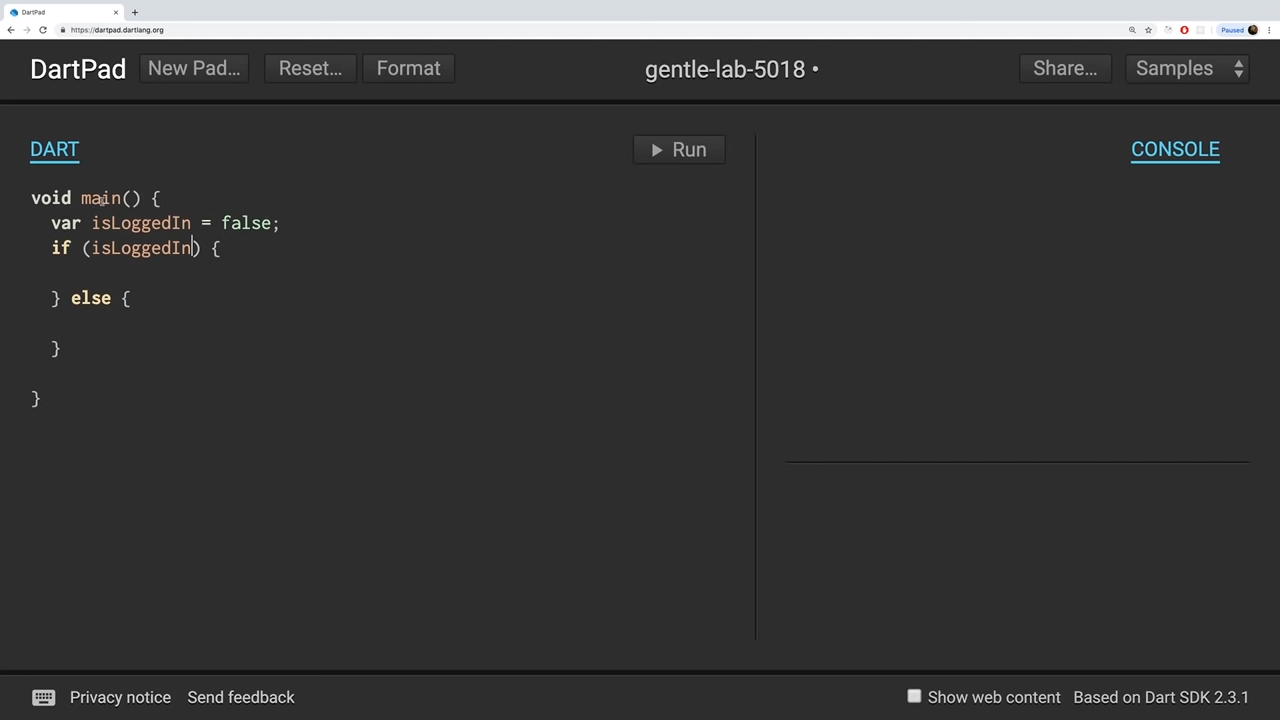 DartPad
https://dartpad.dartlang.org
Paused
DartPad New Pad... Reset... Format gentle-lab-5018 • Share... Samples
DART Run CONSOLE
void main() {
  var isLoggedIn = false;
  if (isLoggedIn) {
  } else {
  }
}
Privacy notice Send feedback Show web content Based on Dart SDK 2.3.1